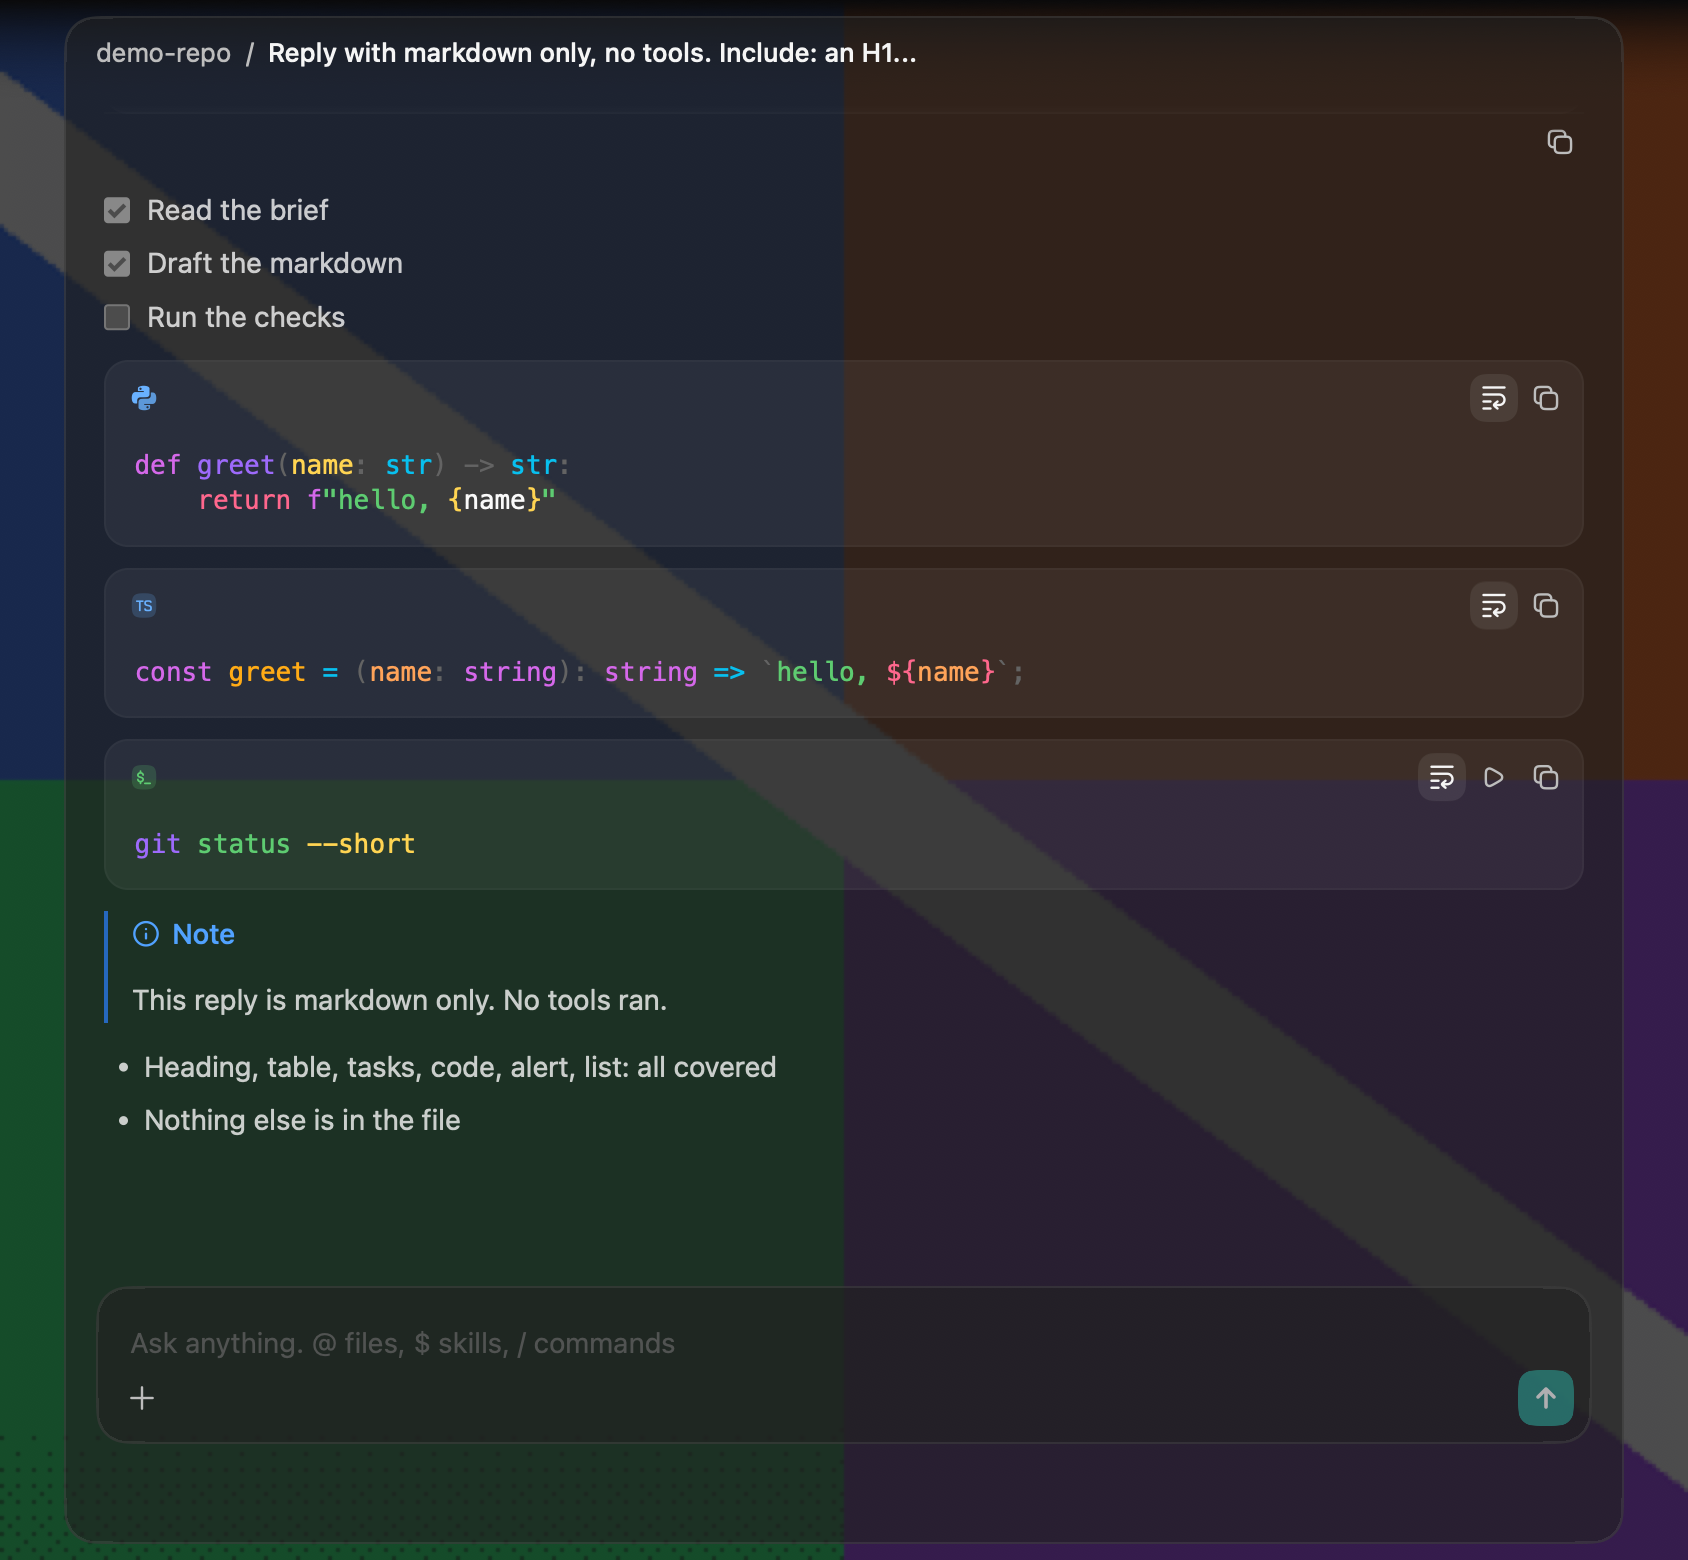 demo-repo / Reply with markdown only, no tools. Include: an H1...
Read the brief
Draft the markdown
Run the checks
def greet(name: str) -> str:
    return f"hello, {name}"
TS
const greet = (name: string): string => `hello, ${name}`;
$_
git status --short
Note
This reply is markdown only. No tools ran.
• Heading, table, tasks, code, alert, list: all covered
• Nothing else is in the file
Ask anything. @ files, $ skills, / commands